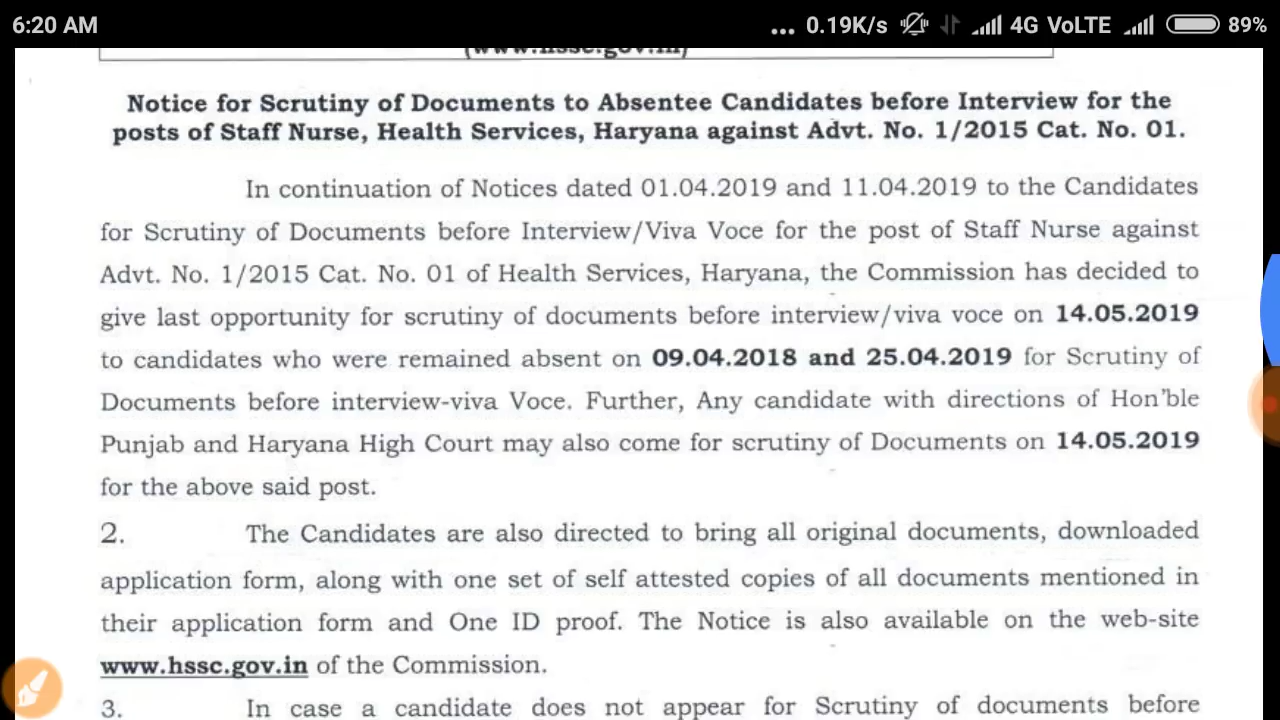 6:20 AM ... 0.19K/s 4G VoLTE 89%
(www.hssc.gov.in)
Notice for Scrutiny of Documents to Absentee Candidates before Interview for the
posts of Staff Nurse, Health Services, Haryana against Advt. No. 1/2015 Cat. No. 01.
In continuation of Notices dated 01.04.2019 and 11.04.2019 to the Candidates
for Scrutiny of Documents before Interview/Viva Voce for the post of Staff Nurse against
Advt. No. 1/2015 Cat. No. 01 of Health Services, Haryana, the Commission has decided to
give last opportunity for scrutiny of documents before interview/viva voce on 14.05.2019
to candidates who were remained absent on 09.04.2018 and 25.04.2019 for Scrutiny of
Documents before interview-viva Voce. Further, Any candidate with directions of Hon'ble
Punjab and Haryana High Court may also come for scrutiny of Documents on 14.05.2019
for the above said post.
2. The Candidates are also directed to bring all original documents, downloaded
application form, along with one set of self attested copies of all documents mentioned in
their application form and One ID proof. The Notice is also available on the web-site
www.hssc.gov.in of the Commission.
3. In case a candidate does not appear for Scrutiny of documents before